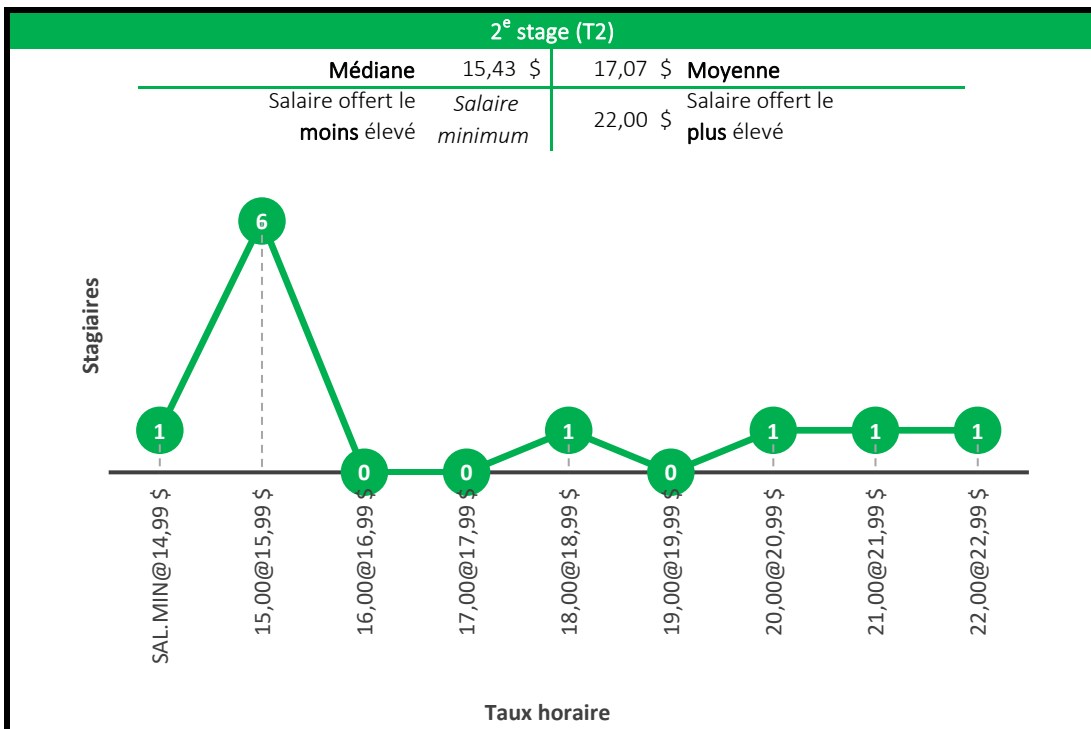 2e stage (T2)
Médiane 15,43 $ 17,07 $ Moyenne
Salaire offert le moins élevé Salaire minimum 22,00 $ Salaire offert le plus élevé
Stagiaires
6
1
0
0
1
0
1
1
1
SAL.MIN@14,99 $
15,00@15,99 $
16,00@16,99 $
17,00@17,99 $
18,00@18,99 $
19,00@19,99 $
20,00@20,99 $
21,00@21,99 $
22,00@22,99 $
Taux horaire